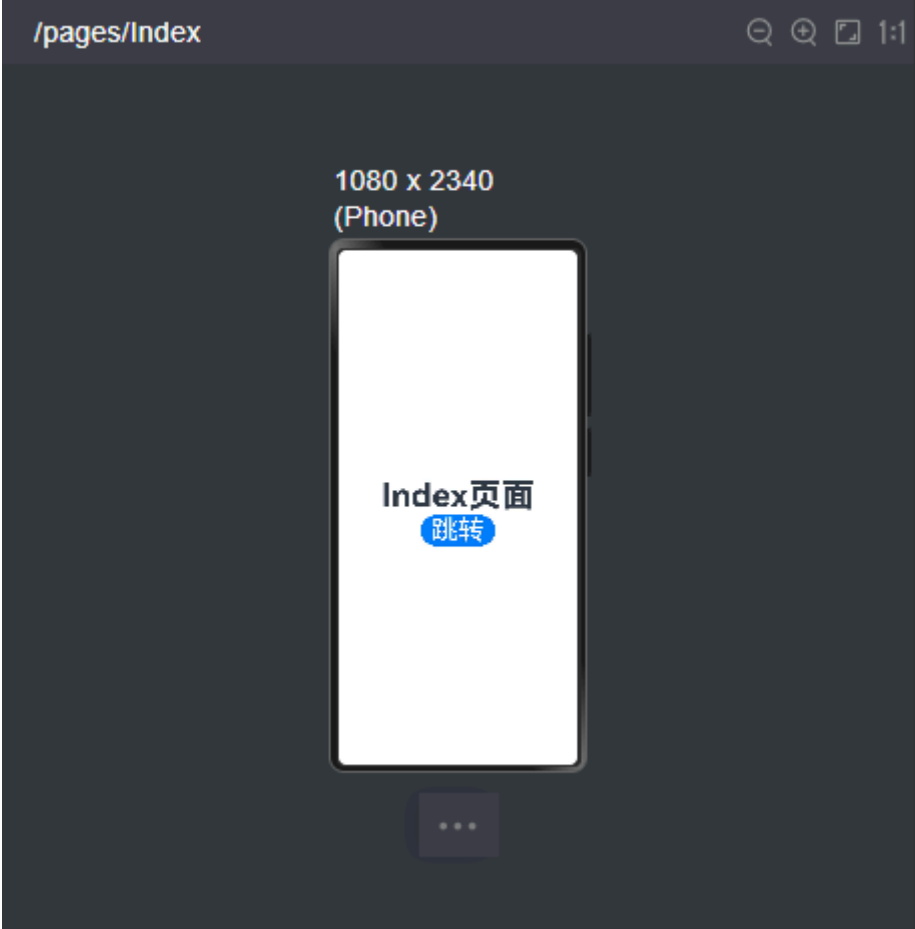 /pages/Index
1:1
1080 x 2340
(Phone)
Index页面
跳转